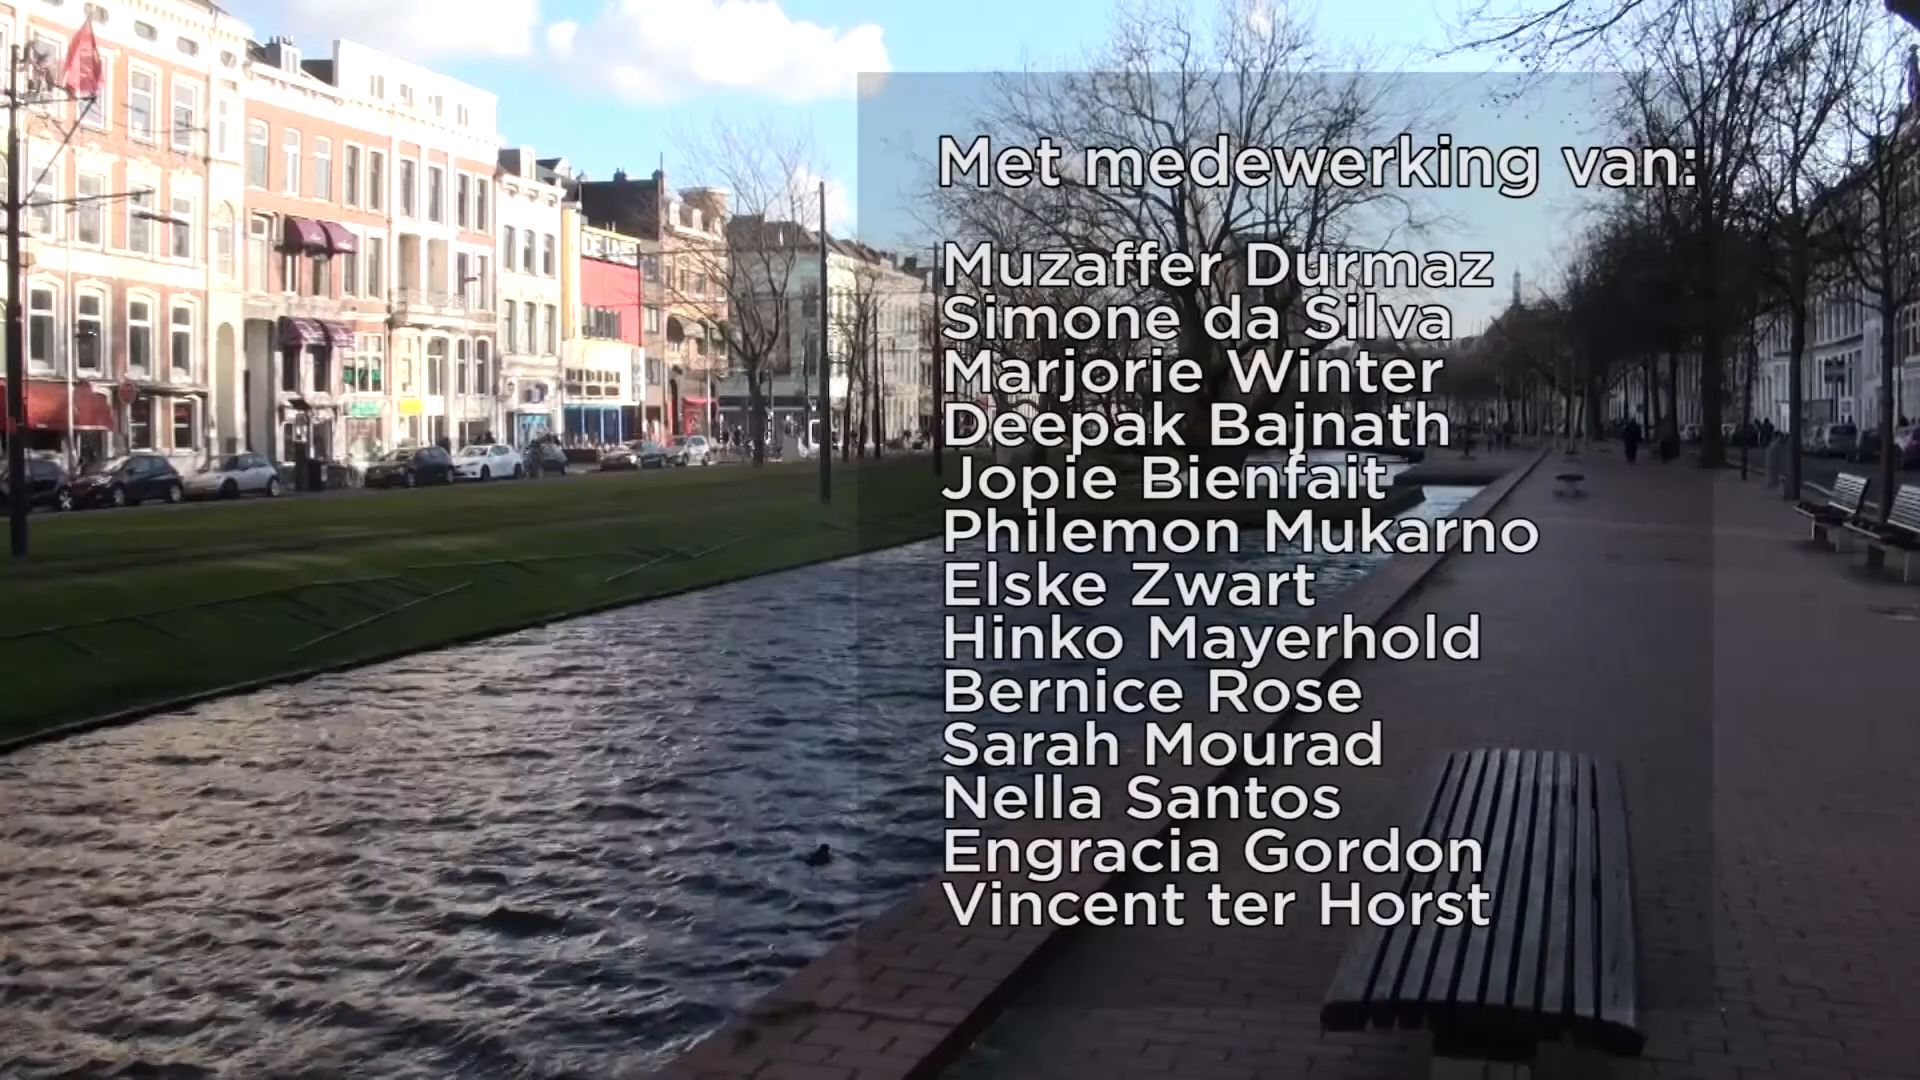 Met medewerking van:
Muzaffer Durmaz
Simone da Silva
Marjorie Winter
Deepak Bajnath
Jopie Bienfait
Philemon Mukarno
Elske Zwart
Hinko Mayerhold
Bernice Rose
Sarah Mourad
Nella Santos
Engracia Gordon
Vincent ter Horst